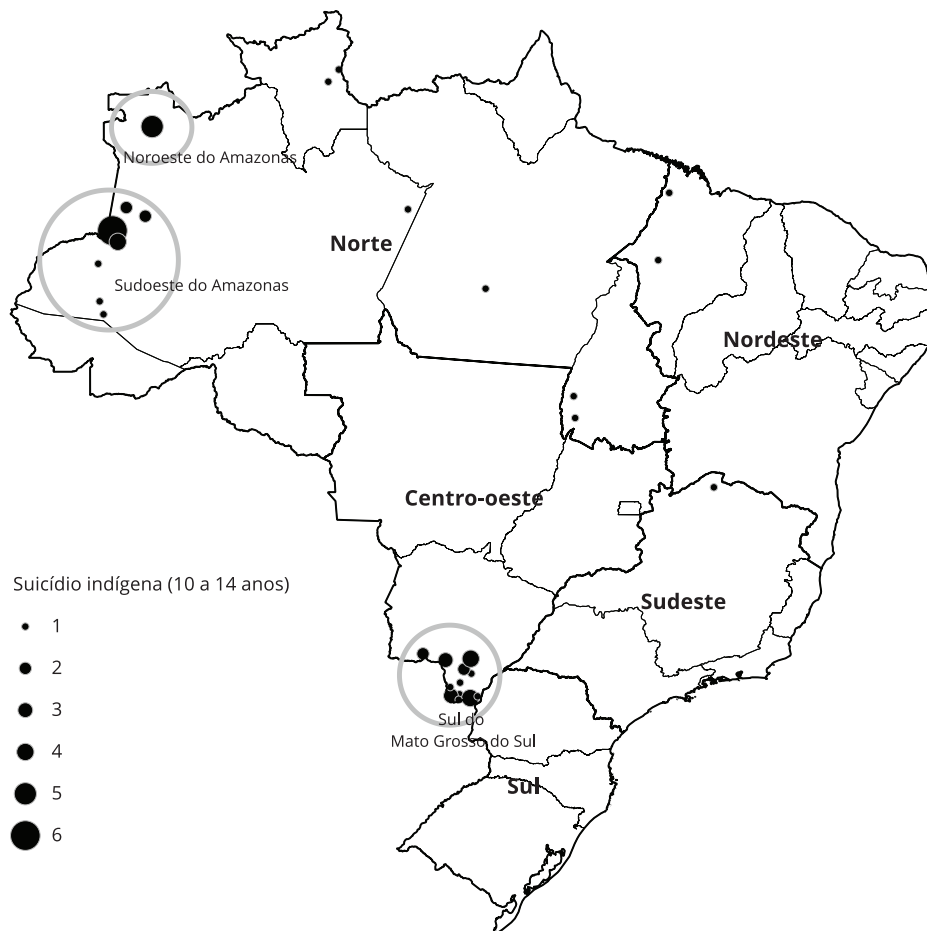 Noroeste do Amazonas
Norte
Sudoeste do Amazonas
Nordeste
Centro-oeste
Suicídio indígena (10 a 14 anos)
1
2
3
4
5
6
Sudeste
Sul do
Mato Grosso do Sul
Sul